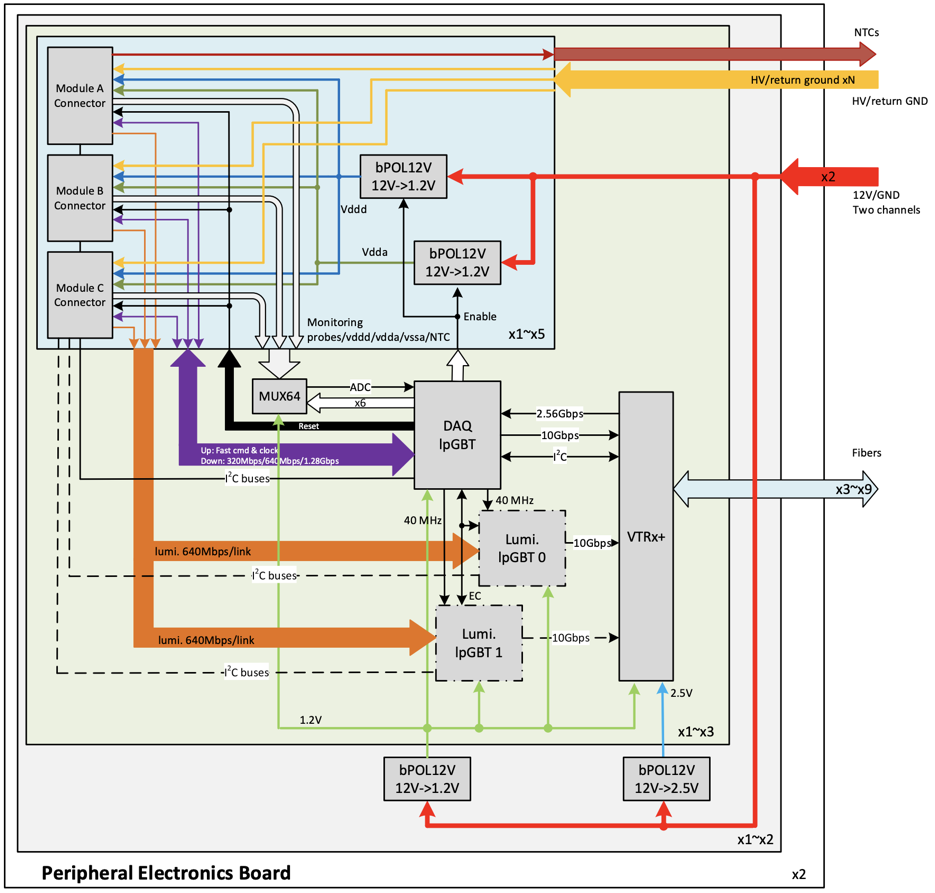 NTCs
HV/return ground xN
HV/return GND
Module A
Connector
Module B
Connector
Module C
Connector
bPOL12V
12V->1.2V
x2
12V/GND
Two channels
Vddd
Vdda
bPOL12V
12V->1.2V
Enable
Monitoring
probes/vddd/vdda/vssa/NTC
x1~x5
MUX64
ADC
x6
Reset
DAQ
lpGBT
2.56Gbps
10Gbps
I²C
Up: Fast cmd & clock
Down: 320Mbps/640Mbps/1.28Gbps
I²C buses
Fibers
x3~x9
40 MHz
40 MHz
VTRx+
Lumi.
lpGBT 0
10Gbps
lumi. 640Mbps/link
I²C buses
EC
Lumi.
lpGBT 1
10Gbps
lumi. 640Mbps/link
I²C buses
2.5V
1.2V
x1~x3
bPOL12V
12V->1.2V
bPOL12V
12V->2.5V
x1~x2
Peripheral Electronics Board
x2